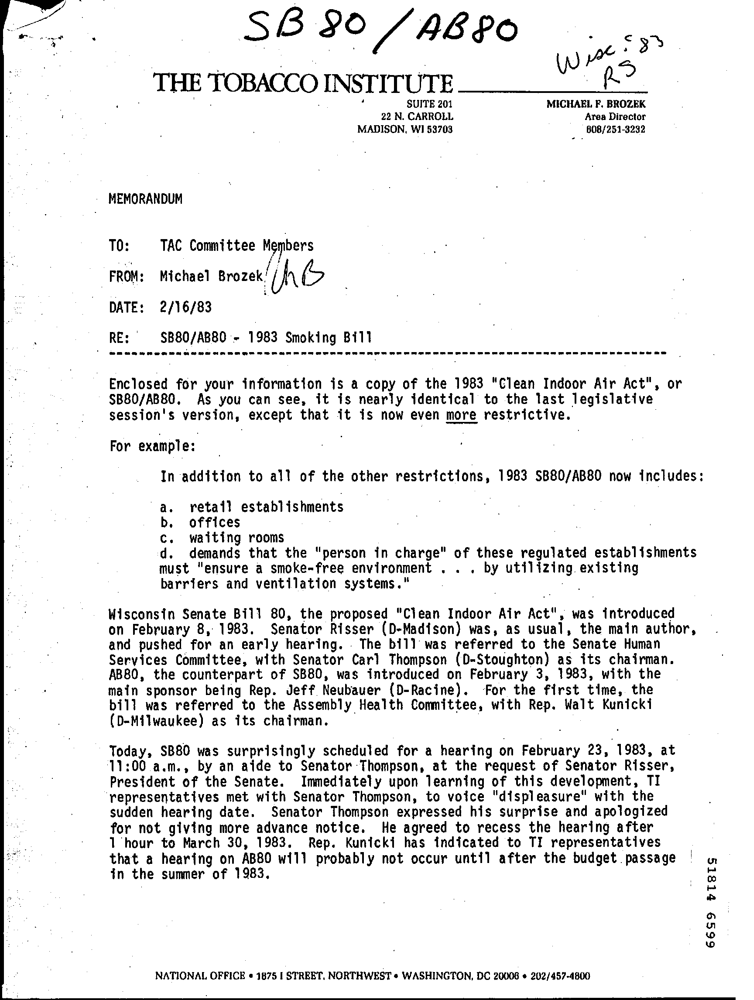 SB 80 / AB80
Wisc. '83
RS
THE TOBACCO INSTITUTE
SUITE 201
22 N. CARROLL
MADISON, WI 53703
MICHAEL F. BROZEK
Area Director
608/251-3232
MEMORANDUM
TO: TAC Committee Members
FROM: Michael Brozek
DATE: 2/16/83
RE: SB80/AB80 - 1983 Smoking Bill
Enclosed for your information is a copy of the 1983 "Clean Indoor Air Act", or
SB80/AB80. As you can see, it is nearly identical to the last legislative
session's version, except that it is now even more restrictive.
For example:
In addition to all of the other restrictions, 1983 SB80/AB80 now includes:
a. retail establishments
b. offices
c. waiting rooms
d. demands that the "person in charge" of these regulated establishments
must "ensure a smoke-free environment . . . by utilizing existing
barriers and ventilation systems."
Wisconsin Senate Bill 80, the proposed "Clean Indoor Air Act", was introduced
on February 8, 1983. Senator Risser (D-Madison) was, as usual, the main author,
and pushed for an early hearing. The bill was referred to the Senate Human
Services Committee, with Senator Carl Thompson (D-Stoughton) as its chairman.
AB80, the counterpart of SB80, was introduced on February 3, 1983, with the
main sponsor being Rep. Jeff Neubauer (D-Racine). For the first time, the
bill was referred to the Assembly Health Committee, with Rep. Walt Kunicki
(D-Milwaukee) as its chairman.
Today, SB80 was surprisingly scheduled for a hearing on February 23, 1983, at
11:00 a.m., by an aide to Senator Thompson, at the request of Senator Risser,
President of the Senate. Immediately upon learning of this development, TI
representatives met with Senator Thompson, to voice "displeasure" with the
sudden hearing date. Senator Thompson expressed his surprise and apologized
for not giving more advance notice. He agreed to recess the hearing after
1 hour to March 30, 1983. Rep. Kunicki has indicated to TI representatives
that a hearing on AB80 will probably not occur until after the budget passage
in the summer of 1983.
51814 6599
NATIONAL OFFICE • 1875 I STREET, NORTHWEST • WASHINGTON, DC 20006 • 202/457-4800